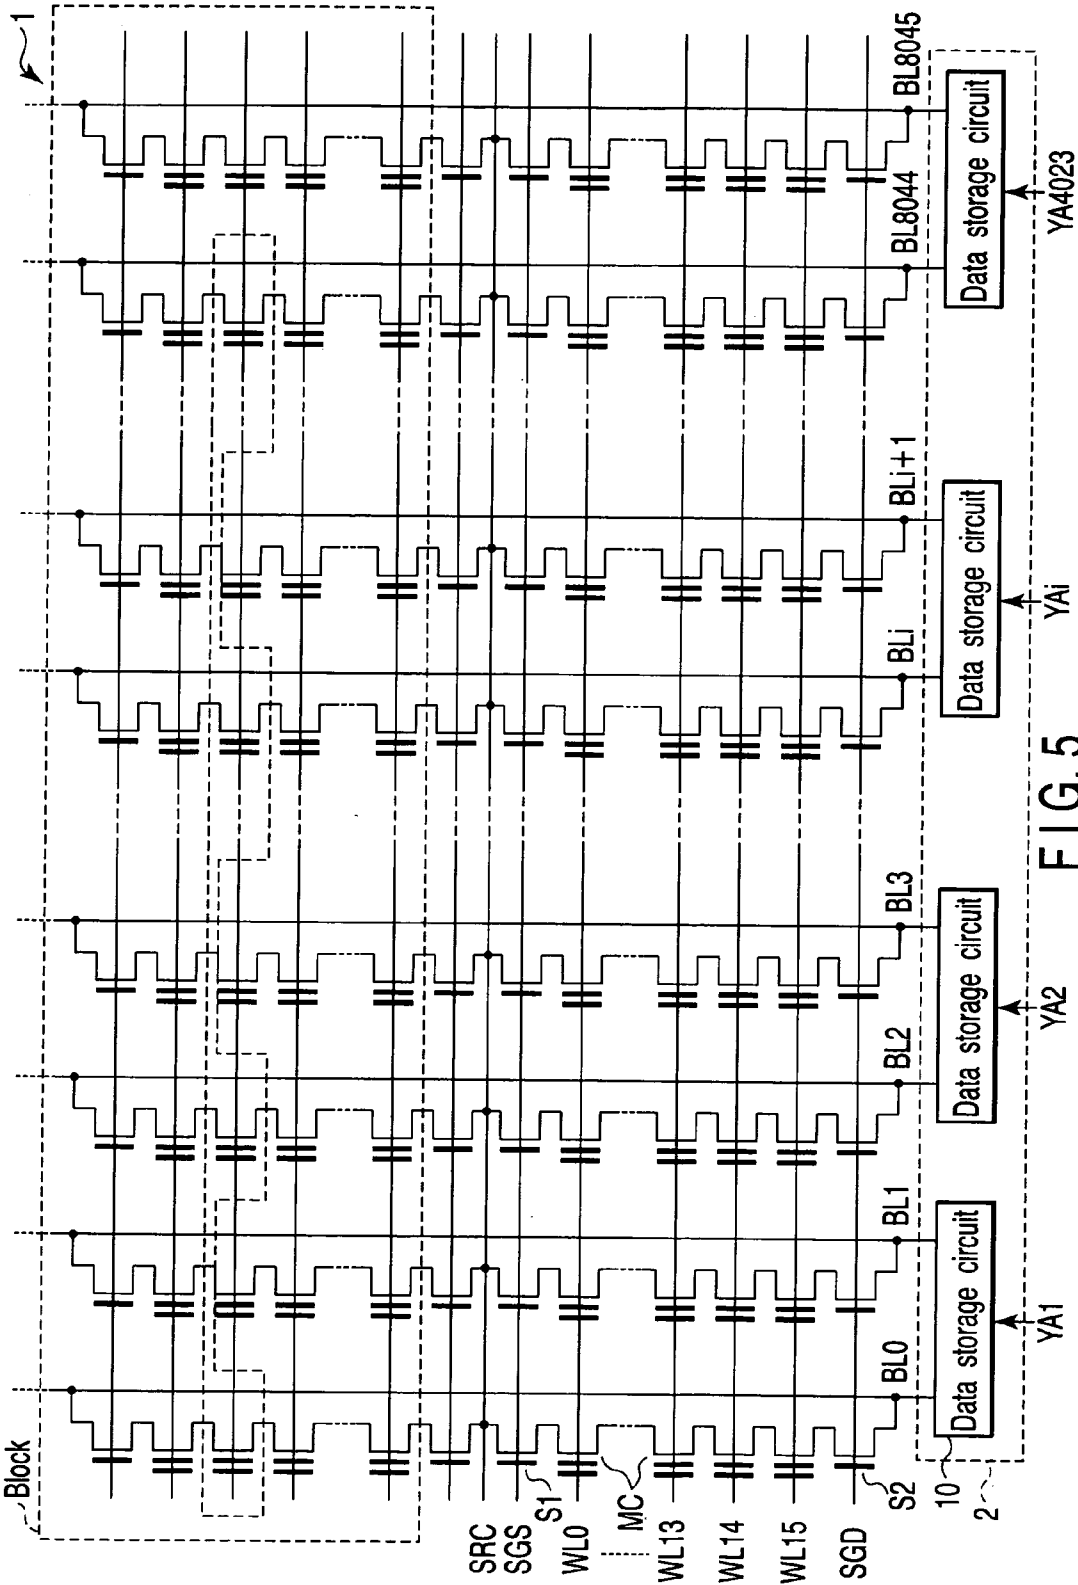 1
Block
SRC
SGS
S1
WL0
MC
WL13
WL14
WL15
SGD
S2
BL0
BL1
BL2
BL3
BLi
BLi+1
BL8044
BL8045
10
2
Data storage circuit
Data storage circuit
Data storage circuit
Data storage circuit
YA1
YA2
YAi
YA4023
FIG. 5